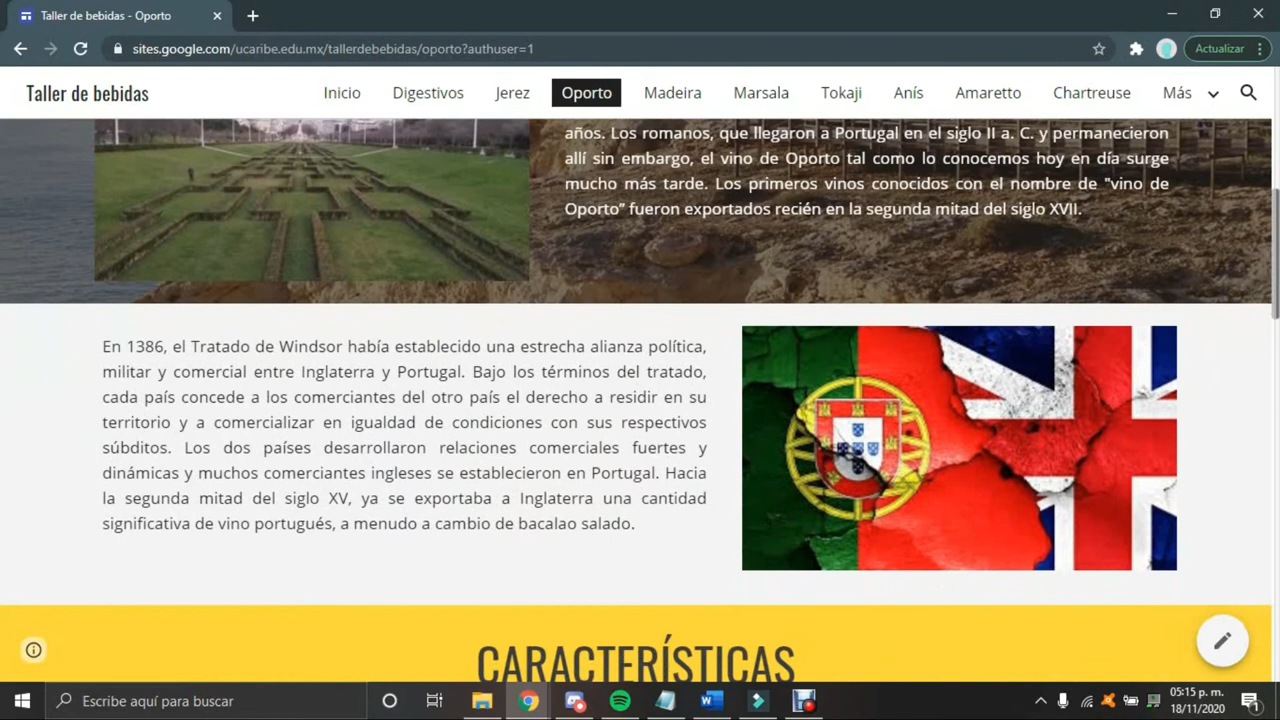 Taller de bebidas - Oporto
sites.google.com/ucaribe.edu.mx/tallerdebebidas/oporto?authuser=1
Actualizar
Taller de bebidas
Inicio
Digestivos
Jerez
Oporto
Madeira
Marsala
Tokaji
Anís
Amaretto
Chartreuse
Más
años. Los romanos, que llegaron a Portugal en el siglo II a. C. y permanecieron
allí sin embargo, el vino de Oporto tal como lo conocemos hoy en día surge
mucho más tarde. Los primeros vinos conocidos con el nombre de "vino de
Oporto” fueron exportados recién en la segunda mitad del siglo XVII.
En 1386, el Tratado de Windsor había establecido una estrecha alianza política,
militar y comercial entre Inglaterra y Portugal. Bajo los términos del tratado,
cada país concede a los comerciantes del otro país el derecho a residir en su
territorio y a comercializar en igualdad de condiciones con sus respectivos
súbditos. Los dos países desarrollaron relaciones comerciales fuertes y
dinámicas y muchos comerciantes ingleses se establecieron en Portugal. Hacia
la segunda mitad del siglo XV, ya se exportaba a Inglaterra una cantidad
significativa de vino portugués, a menudo a cambio de bacalao salado.
CARACTERÍSTICAS
Escribe aquí para buscar
05:15 p. m.
18/11/2020
1